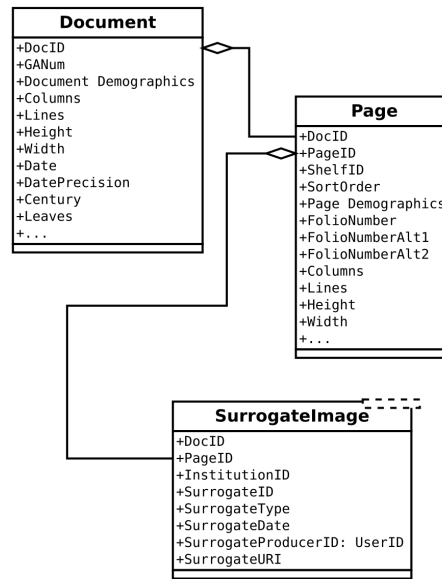 Document
+DocID
+GANum
+Document Demographics
+Columns
+Lines
+Height
+Width
+Date
+DatePrecision
+Century
+Leaves
+...
Page
+DocID
+PageID
+ShelfID
+SortOrder
+Page Demographics
+FolioNumber
+FolioNumberAlt1
+FolioNumberAlt2
+Columns
+Lines
+Height
+Width
+...
SurrogateImage
+DocID
+PageID
+InstitutionID
+SurrogateID
+SurrogateType
+SurrogateDate
+SurrogateProducerID: UserID
+SurrogateURI